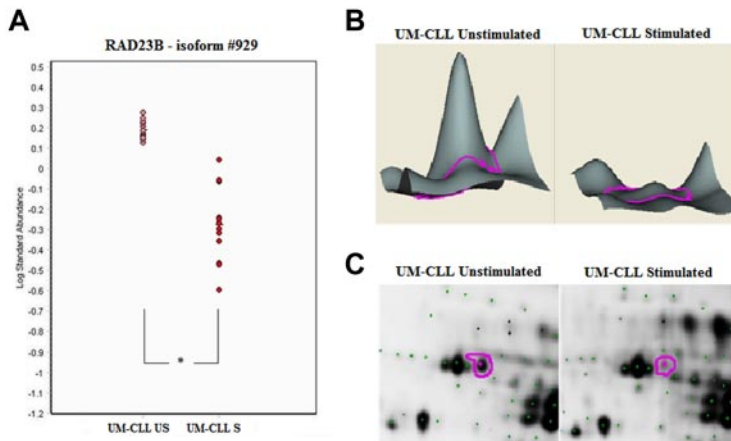 A
RAD23B - isoform #929
Log Standard Abundance
0.5
0.4
0.3
0.2
0.1
0
-0.1
-0.2
-0.3
-0.4
-0.5
-0.6
-0.7
-0.8
-0.9
-1
-1.1
-1.2
*
UM-CLL US UM-CLL S
B
UM-CLL Unstimulated UM-CLL Stimulated
C
UM-CLL Unstimulated UM-CLL Stimulated